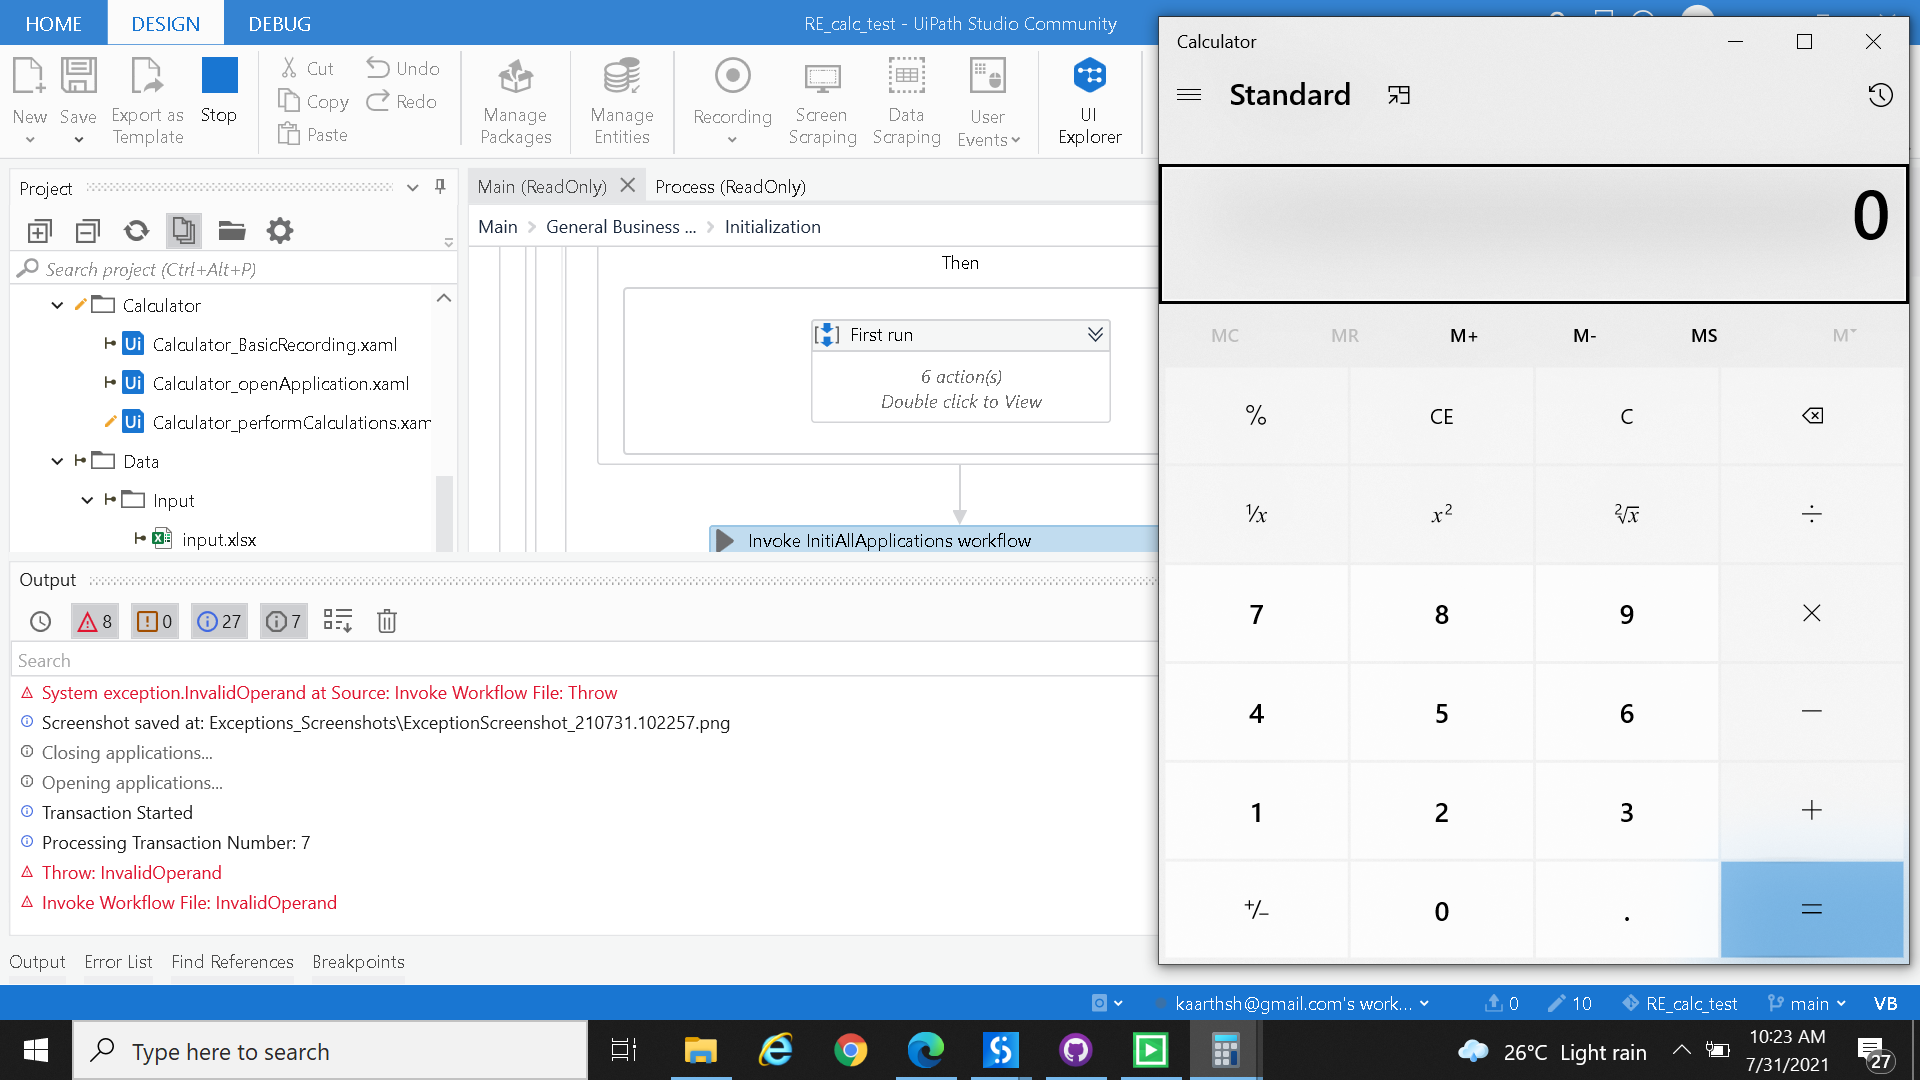 HOME DESIGN DEBUG
RE_calc_test - UiPath Studio Community
New
Save
Export as
Template
Stop
Cut
Copy
Paste
Undo
Redo
Manage
Packages
Manage
Entities
Recording
Screen
Scraping
Data
Scraping
User
Events
UI
Explorer
Project
Search project (Ctrl+Alt+P)
Calculator
Calculator_BasicRecording.xaml
Calculator_openApplication.xaml
Calculator_performCalculations.xam
Data
Input
input.xlsx
Main (ReadOnly) Process (ReadOnly)
Main General Business ... Initialization
Then
First run
6 action(s)
Double click to View
Invoke InitiAllApplications workflow
Output
8 0 27 7
Search
System exception.InvalidOperand at Source: Invoke Workflow File: Throw
Screenshot saved at: Exceptions_Screenshots\ExceptionScreenshot_210731.102257.png
Closing applications...
Opening applications...
Transaction Started
Processing Transaction Number: 7
Throw: InvalidOperand
Invoke Workflow File: InvalidOperand
Output Error List Find References Breakpoints
Calculator
Standard
0
MC MR M+ M- MS M˅
% CE C
⅟x x² ²√x ÷
7 8 9 ×
4 5 6 −
1 2 3 +
+/− 0 . =
kaarthsh@gmail.com's work... 0 10 RE_calc_test main VB
Type here to search
26°C Light rain
10:23 AM
7/31/2021
27